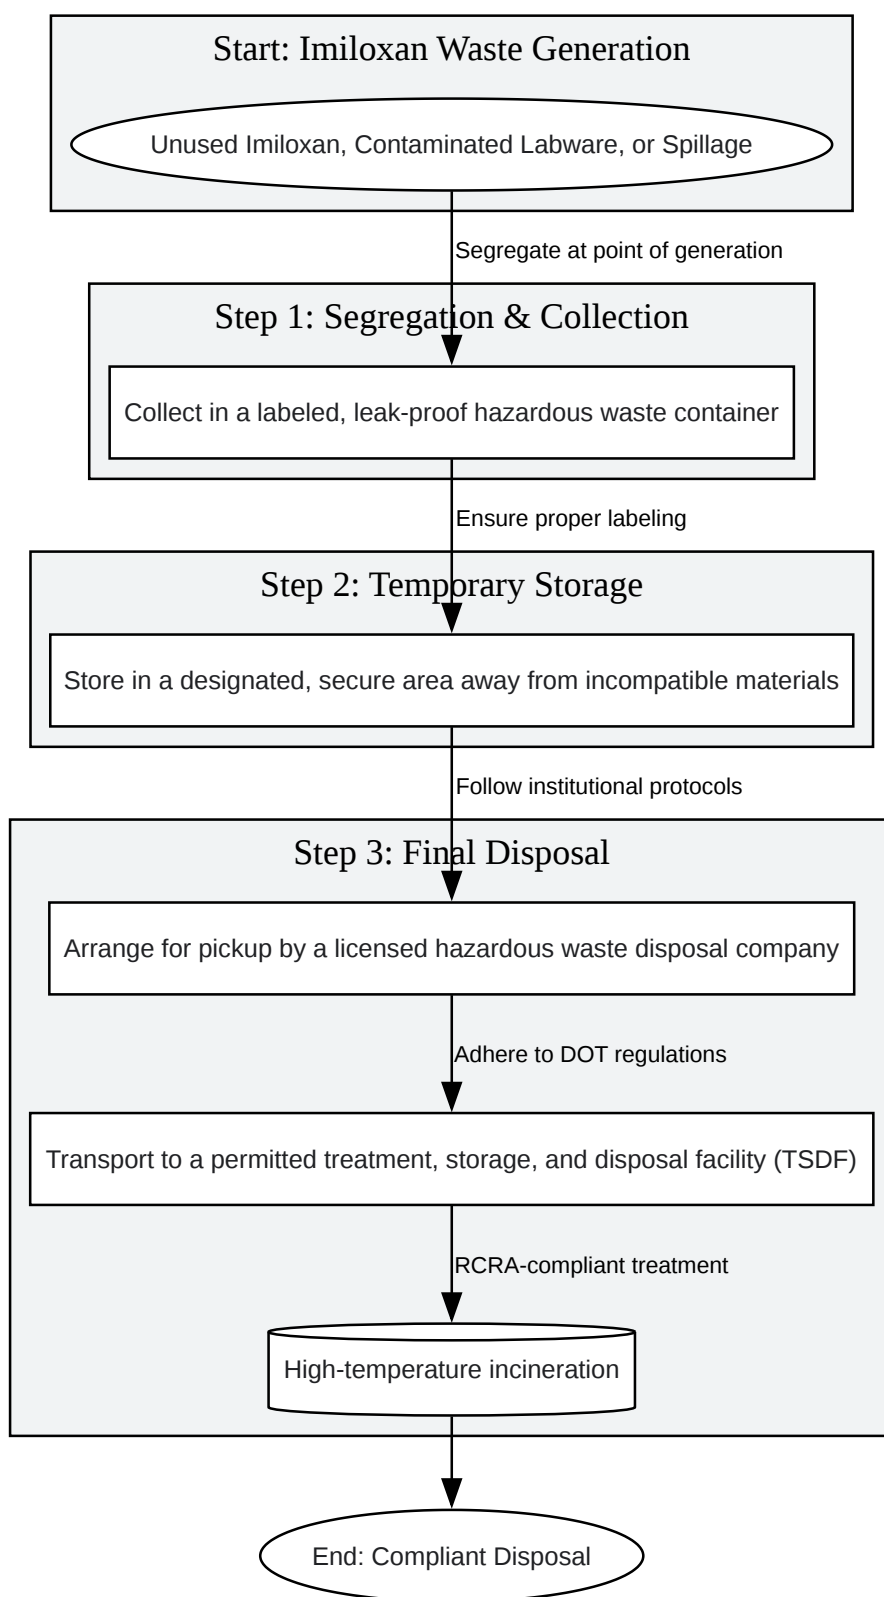 Start: Imiloxan Waste Generation
Unused Imiloxan, Contaminated Labware, or Spillage
Segregate at point of generation
Step 1: Segregation & Collection
Collect in a labeled, leak-proof hazardous waste container
Ensure proper labeling
Step 2: Temporary Storage
Store in a designated, secure area away from incompatible materials
Follow institutional protocols
Step 3: Final Disposal
Arrange for pickup by a licensed hazardous waste disposal company
Adhere to DOT regulations
Transport to a permitted treatment, storage, and disposal facility (TSDF)
RCRA-compliant treatment
High-temperature incineration
End: Compliant Disposal